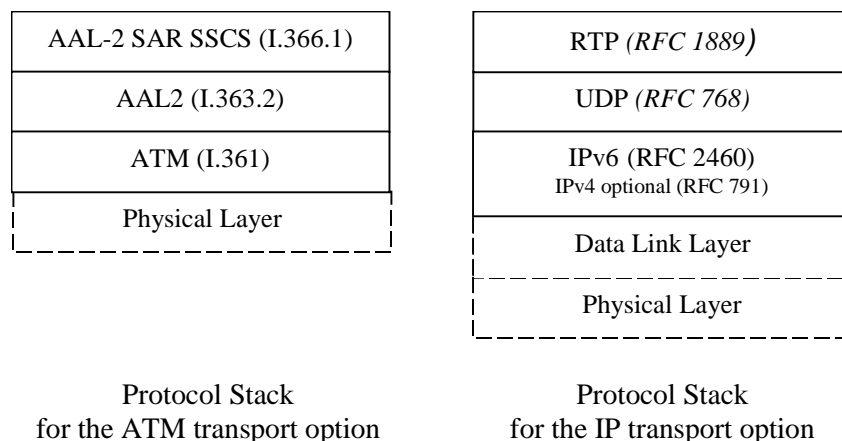 AAL-2 SAR SSCS (I.366.1)
AAL2 (I.363.2)
ATM (I.361)
Physical Layer
Protocol Stack
for the ATM transport option
RTP (RFC 1889)
UDP (RFC 768)
IPv6 (RFC 2460)
IPv4 optional (RFC 791)
Data Link Layer
Physical Layer
Protocol Stack
for the IP transport option